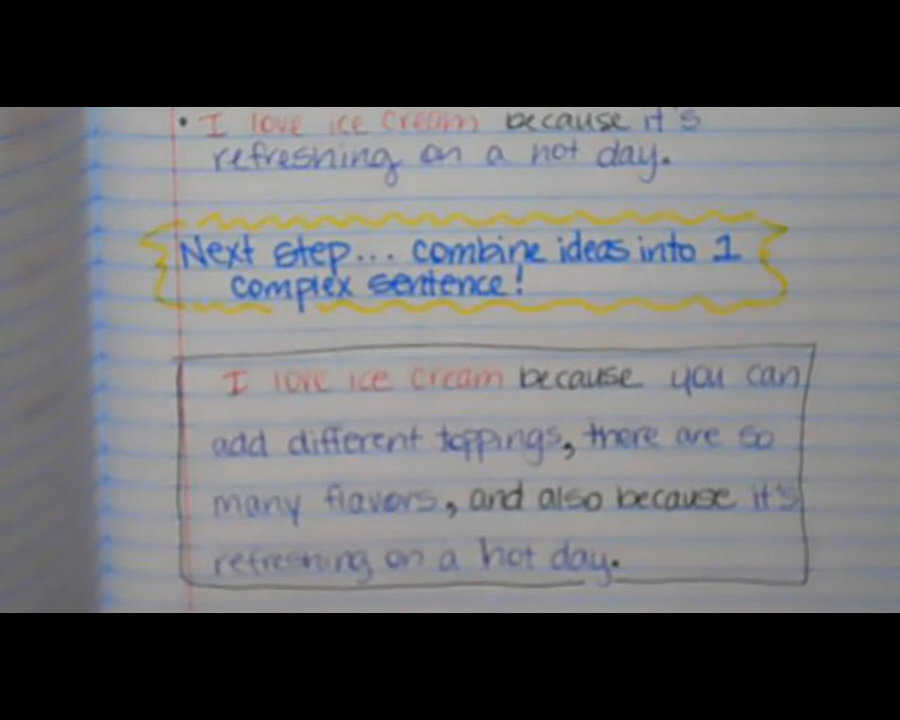 • I love ice cream because it's
refreshing on a hot day.
Next step... combine ideas into 1
complex sentence!
I love ice cream because you can
add different toppings, there are so
many flavors, and also because it's
refreshing on a hot day.